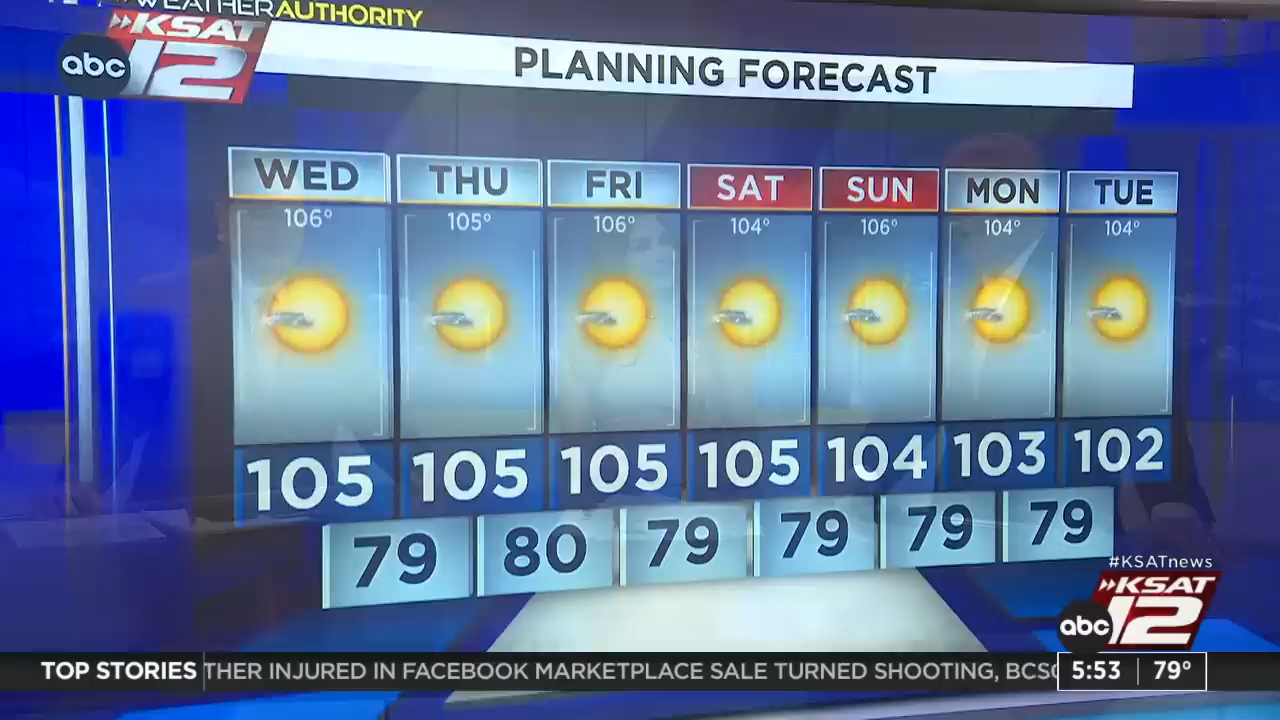 WEATHER AUTHORITY
KSAT
abc 12
PLANNING FORECAST
WED THU FRI SAT SUN MON TUE
106° 105° 106° 104° 106° 104° 104°
105 105 105 105 104 103 102
79 80 79 79 79 79
#KSATnews
KSAT
abc 12
TOP STORIES THER INJURED IN FACEBOOK MARKETPLACE SALE TURNED SHOOTING, BCSO 5:53 79°